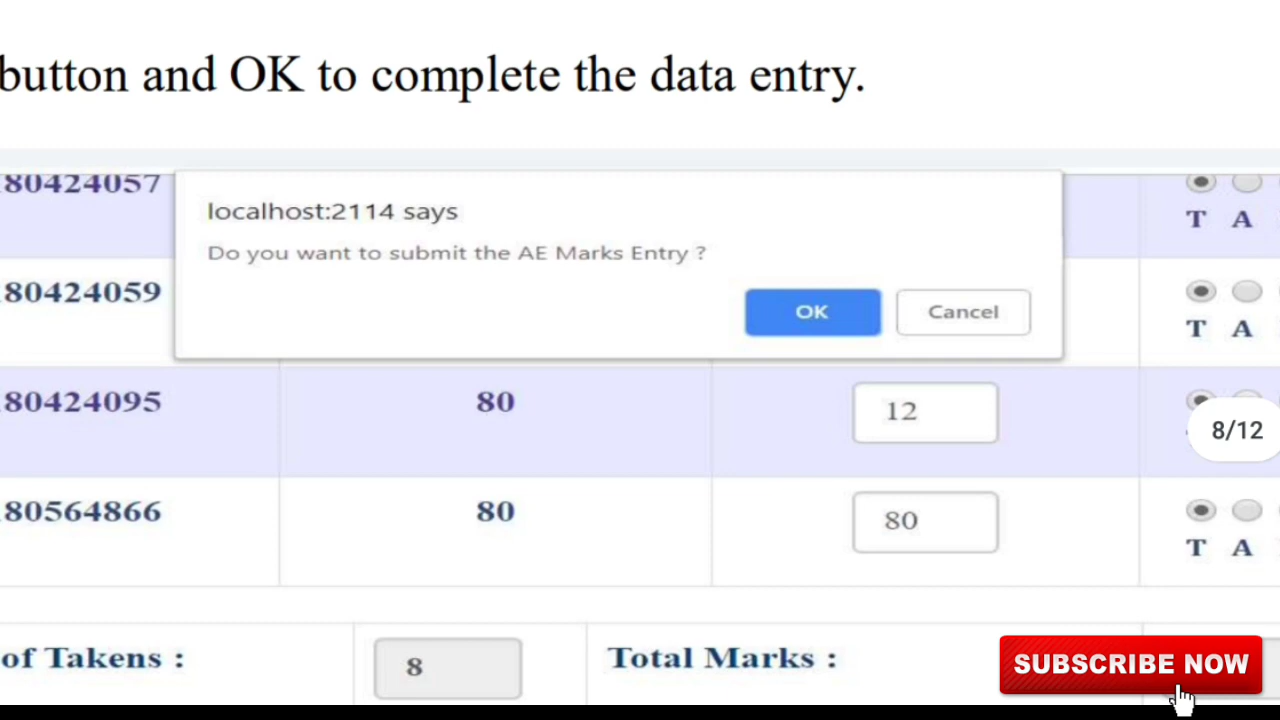 button and OK to complete the data entry.
80424057
localhost:2114 says
Do you want to submit the AE Marks Entry ?
OK Cancel
T A
80424059
T A
80424095 80 12
8/12
80564866 80 80
T A
of Takens : 8 Total Marks :
SUBSCRIBE NOW